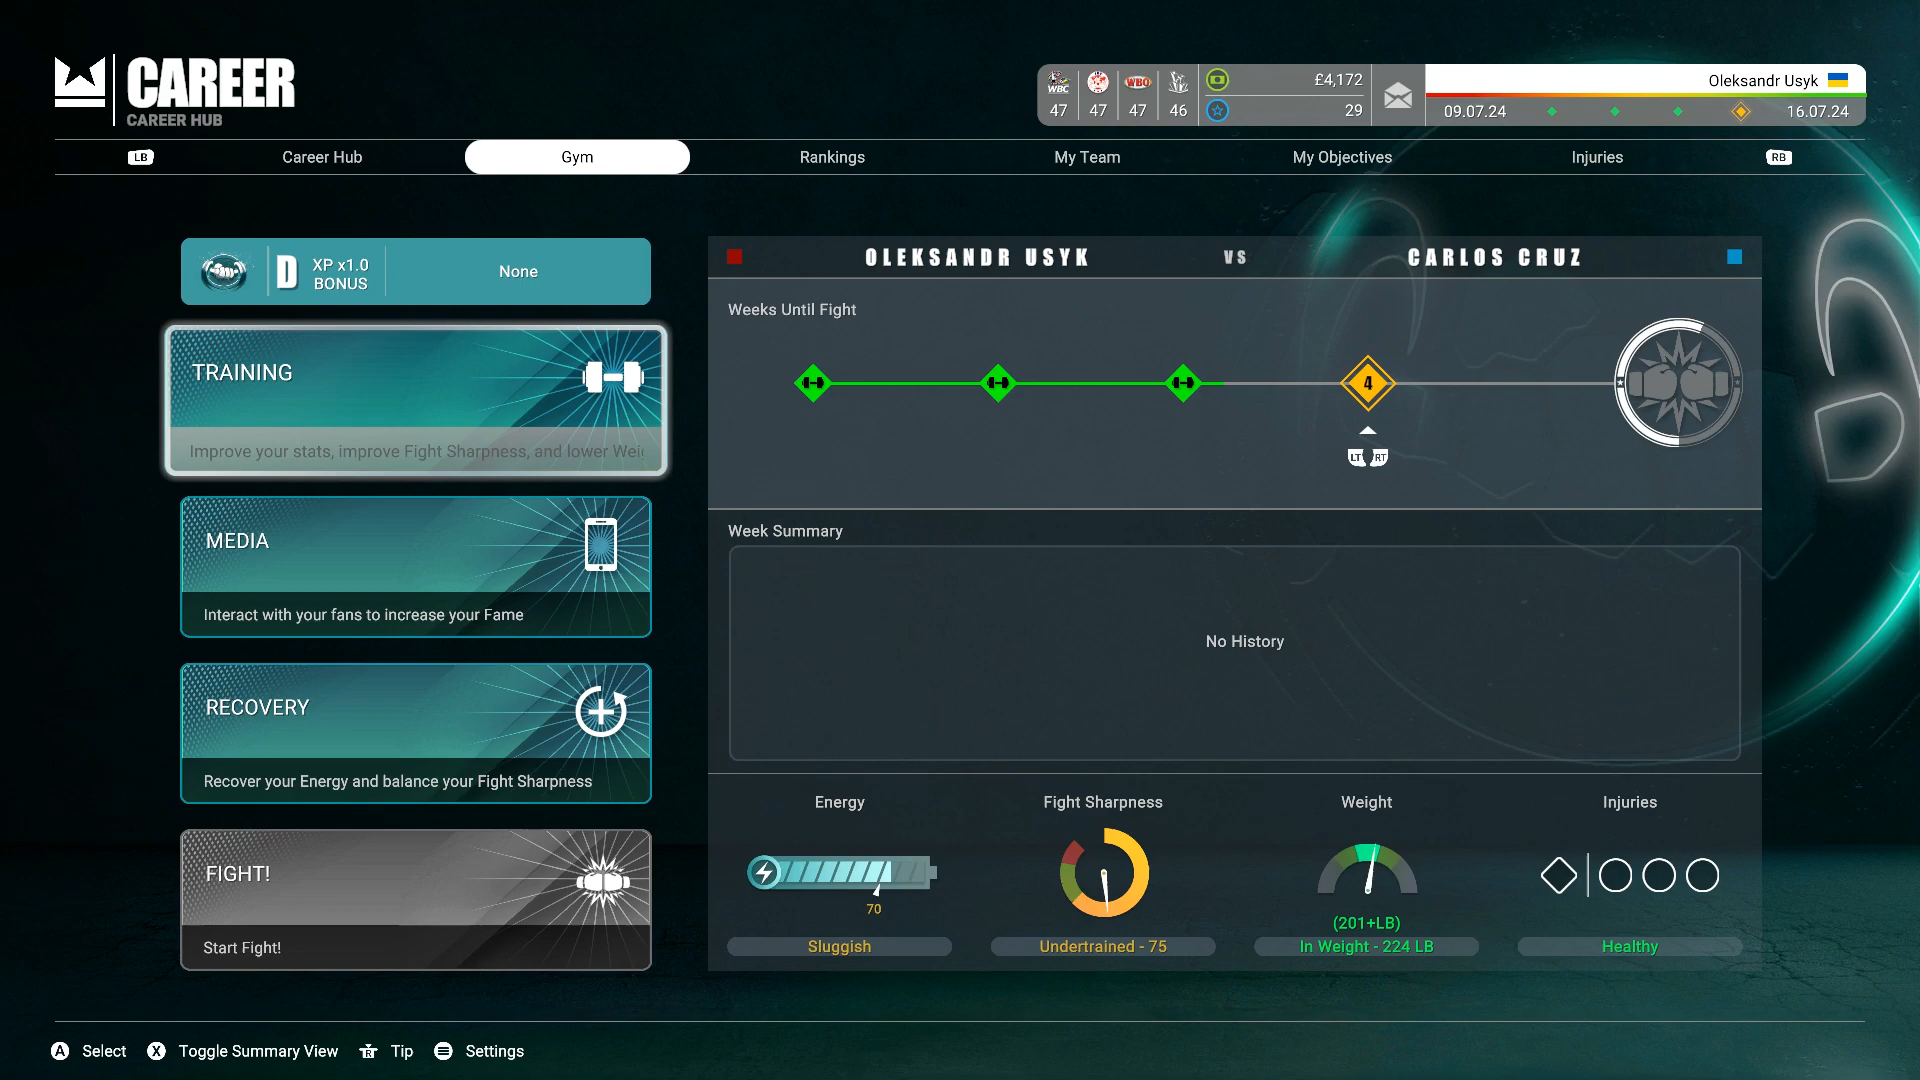 CAREER
CAREER HUB
WBC
WBO
47
47
47
46
£4,172
29
Oleksandr Usyk
09.07.24
16.07.24
LB
Career Hub
Gym
Rankings
My Team
My Objectives
Injuries
RB
D
XP x1.0
BONUS
None
TRAINING
Improve your stats, improve Fight Sharpness, and lower Wei
MEDIA
Interact with your fans to increase your Fame
RECOVERY
Recover your Energy and balance your Fight Sharpness
FIGHT!
Start Fight!
OLEKSANDR USYK
VS
CARLOS CRUZ
Weeks Until Fight
4
LT RT
Week Summary
No History
Energy
Fight Sharpness
Weight
Injuries
70
(201+LB)
Sluggish
Undertrained - 75
In Weight - 224 LB
Healthy
A Select
X Toggle Summary View
R Tip
Settings